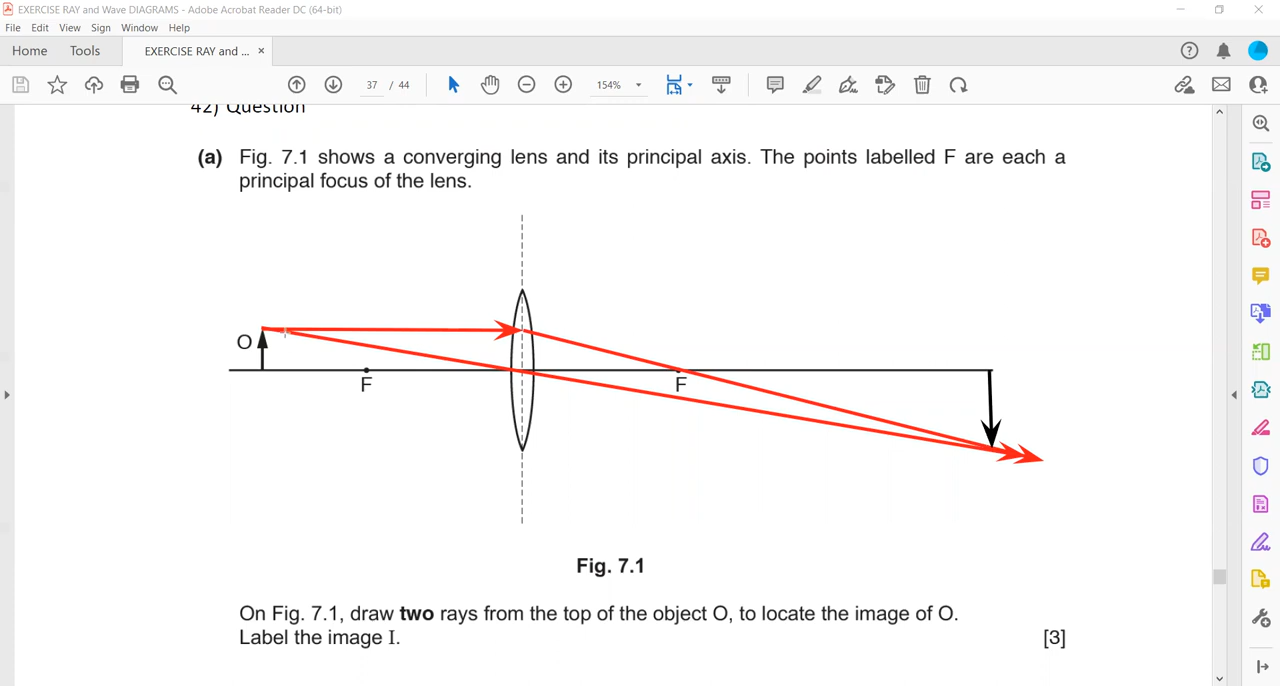 EXERCISE RAY and Wave DIAGRAMS - Adobe Acrobat Reader DC (64-bit)
File Edit View Sign Window Help
Home Tools EXERCISE RAY and ... ×
37 / 44 154%
42) Question
(a) Fig. 7.1 shows a converging lens and its principal axis. The points labelled F are each a
principal focus of the lens.
O
F F
Fig. 7.1
On Fig. 7.1, draw two rays from the top of the object O, to locate the image of O.
Label the image I. [3]